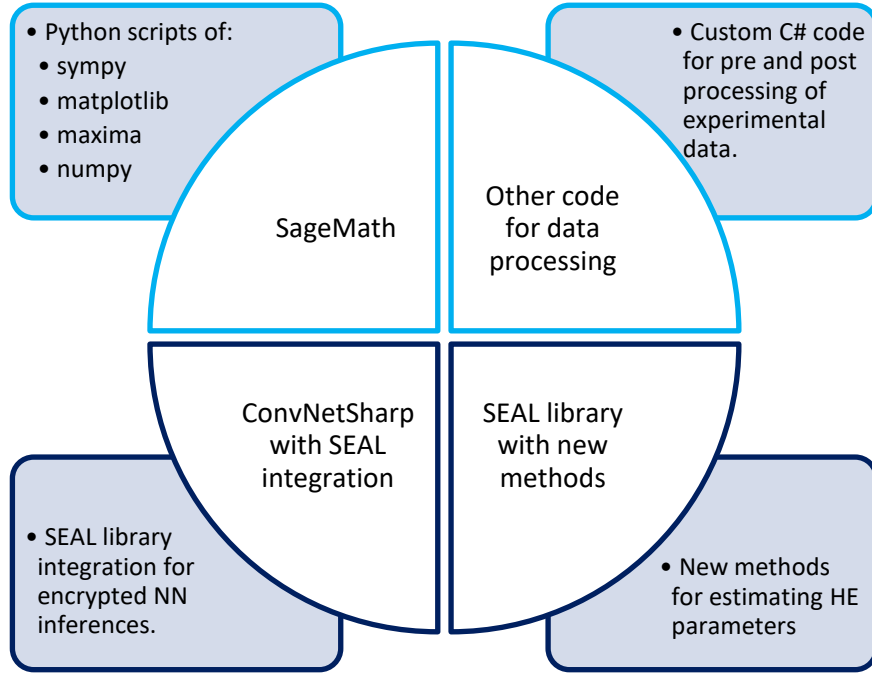 • Python scripts of:
• sympy
• matplotlib
• maxima
• numpy
• Custom C# code
for pre and post
processing of
experimental
data.
SageMath
Other code
for data
processing
ConvNetSharp
with SEAL
integration
SEAL library
with new
methods
• SEAL library
integration for
encrypted NN
inferences.
• New methods
for estimating HE
parameters